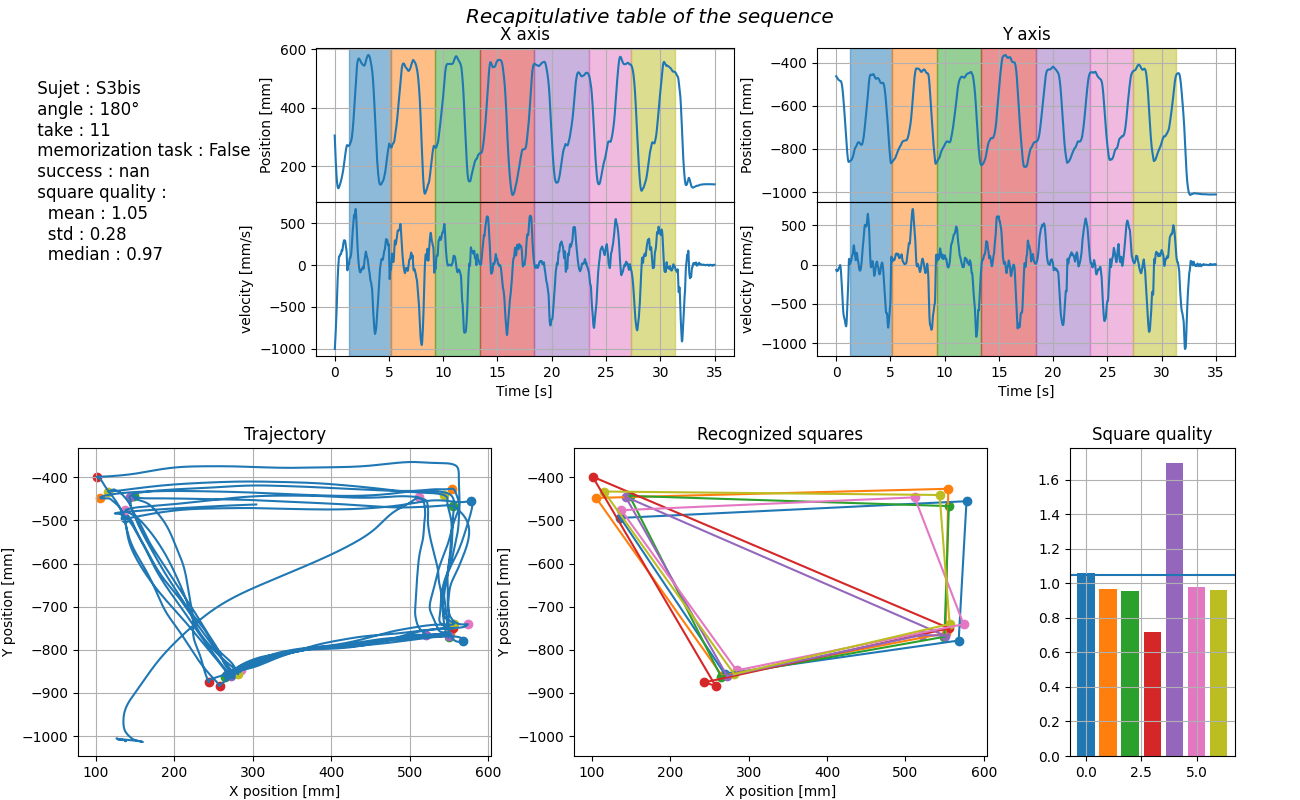 Recapitulative table of the sequence
Sujet : S3bis
angle : 180°
take : 11
memorization task : False
success : nan
square quality :
mean : 1.05
std : 0.28
median : 0.97
X axis
Position [mm]
600
400
200
velocity [mm/s]
500
0
−500
−1000
0 5 10 15 20 25 30 35
Time [s]
Y axis
Position [mm]
−400
−600
−800
−1000
velocity [mm/s]
500
0
−500
−1000
0 5 10 15 20 25 30 35
Time [s]
Trajectory
Y position [mm]
−400
−500
−600
−700
−800
−900
−1000
100 200 300 400 500 600
X position [mm]
Recognized squares
Y position [mm]
−400
−500
−600
−700
−800
−900
−1000
100 200 300 400 500 600
X position [mm]
Square quality
1.6
1.4
1.2
1.0
0.8
0.6
0.4
0.2
0.0
0.0 2.5 5.0